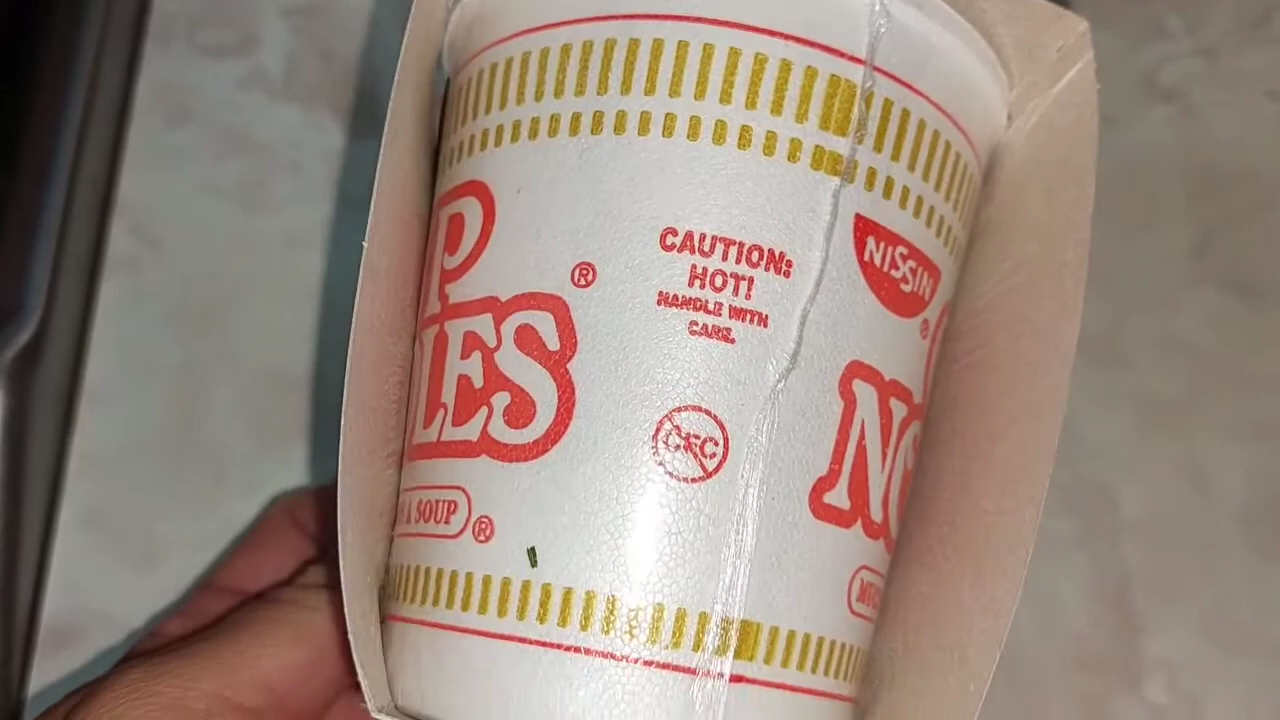 P
LES
®
A SOUP
®
CAUTION:
HOT!
HANDLE WITH
CARE.
CFC
NISSIN
®
NO